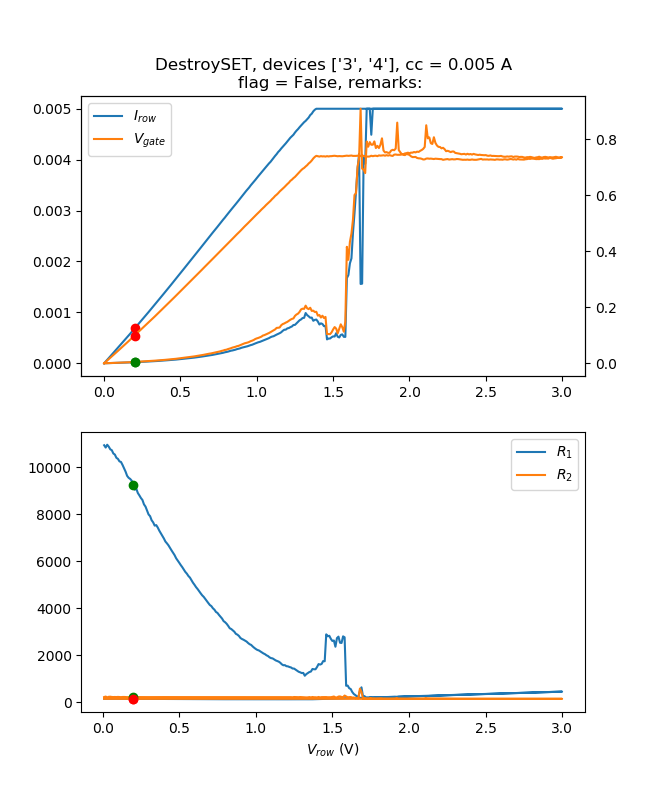 DestroySET, devices ['3', '4'], cc = 0.005 A
flag = False, remarks:
I_row
V_gate
0.005
0.004
0.003
0.002
0.001
0.000
0.8
0.6
0.4
0.2
0.0
0.0 0.5 1.0 1.5 2.0 2.5 3.0
R_1
R_2
10000
8000
6000
4000
2000
0
0.0 0.5 1.0 1.5 2.0 2.5 3.0
V_row (V)